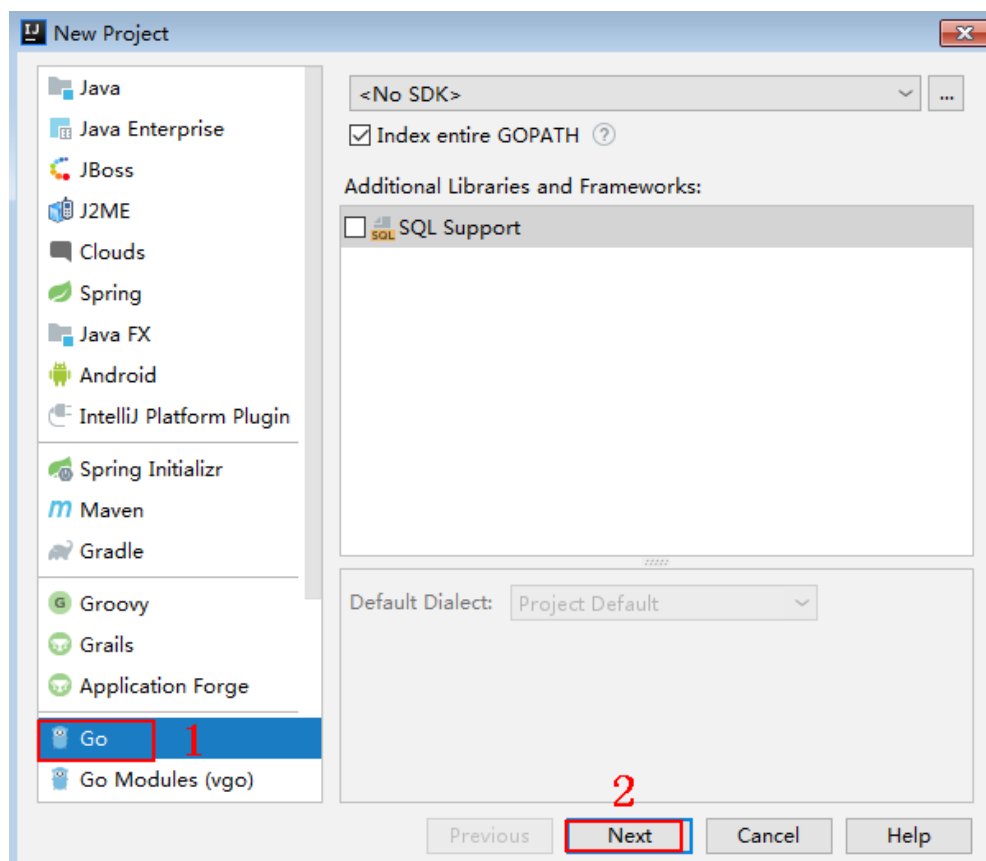 New Project
Java
Java Enterprise
JBoss
J2ME
Clouds
Spring
Java FX
Android
IntelliJ Platform Plugin
Spring Initializr
Maven
Gradle
Groovy
Grails
Application Forge
Go
1
Go Modules (vgo)
<No SDK>
...
Index entire GOPATH ?
Additional Libraries and Frameworks:
SQL SQL Support
Default Dialect: Project Default
2
Previous Next Cancel Help